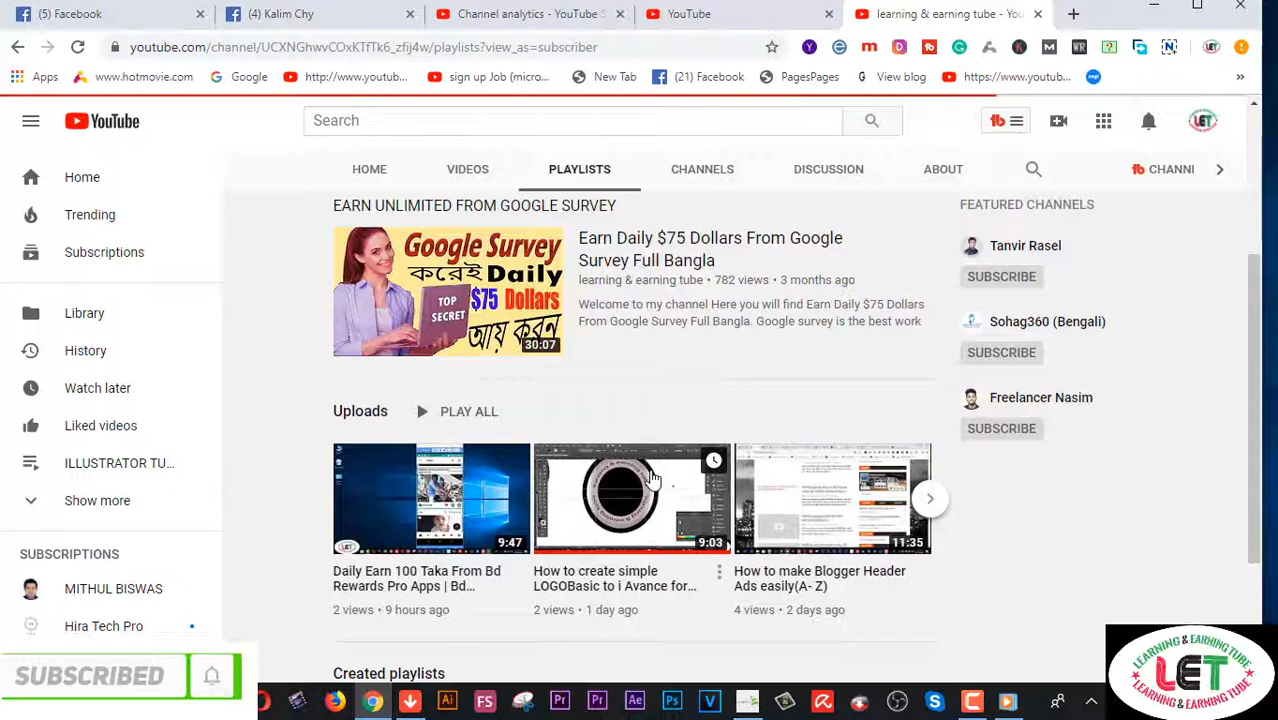 (5) Facebook
(4) Kalim Chy
Channel analytics - YouTube S
YouTube
learning & earning tube - You
youtube.com/channel/UCXNGhwvCOxKTfTk6_zfij4w/playlists?view_as=subscriber
Apps
www.hotmovie.com
Google
http://www.youtub...
sign up Job (micro...
New Tab
(21) Facebook
PagesPages
View blog
https://www.youtub...
YouTube
Search
HOME
VIDEOS
PLAYLISTS
CHANNELS
DISCUSSION
ABOUT
CHANNI
Home
Trending
Subscriptions
Library
History
Watch later
Liked videos
ILLUSTRATOR TU...
Show more
SUBSCRIPTIONS
MITHUL BISWAS
Hira Tech Pro
EARN UNLIMITED FROM GOOGLE SURVEY
Google Survey
করেই Daily
TOP
SECRET
$75 Dollars
আয় করুন
30:07
Earn Daily $75 Dollars From Google
Survey Full Bangla
learning & earning tube • 782 views • 3 months ago
Welcome to my channel Here you will find Earn Daily $75 Dollars
From Google Survey Full Bangla. Google survey is the best work
Uploads
PLAY ALL
9:47
9:03
11:35
Daily Earn 100 Taka From Bd
Rewards Pro Apps | Bd...
2 views • 9 hours ago
How to create simple
LOGOBasic to i Avance for...
2 views • 1 day ago
How to make Blogger Header
Ads easily(A- Z)
4 views • 2 days ago
Created playlists
FEATURED CHANNELS
Tanvir Rasel
SUBSCRIBE
Sohag360 (Bengali)
SUBSCRIBE
Freelancer Nasim
SUBSCRIBE
SUBSCRIBED
LEARNING & EARNING TUBE
LET
LEARNING & EARNING TUBE